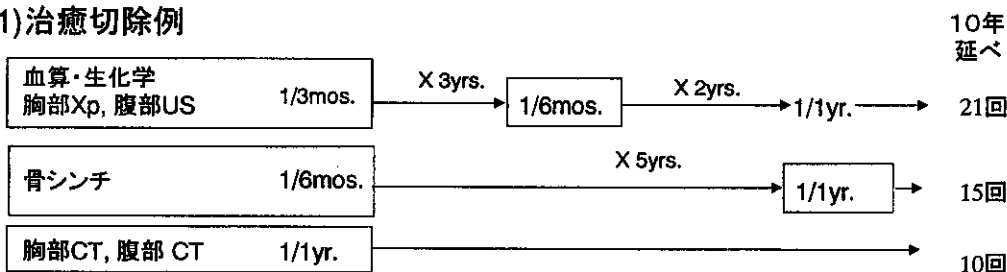 1)治癒切除例
10年
延べ
血算・生化学
胸部Xp, 腹部US 1/3mos. X 3yrs. 1/6mos. X 2yrs. 1/1yr. 21回
骨シンチ 1/6mos. X 5yrs. 1/1yr. 15回
胸部CT, 腹部 CT 1/1yr. 10回